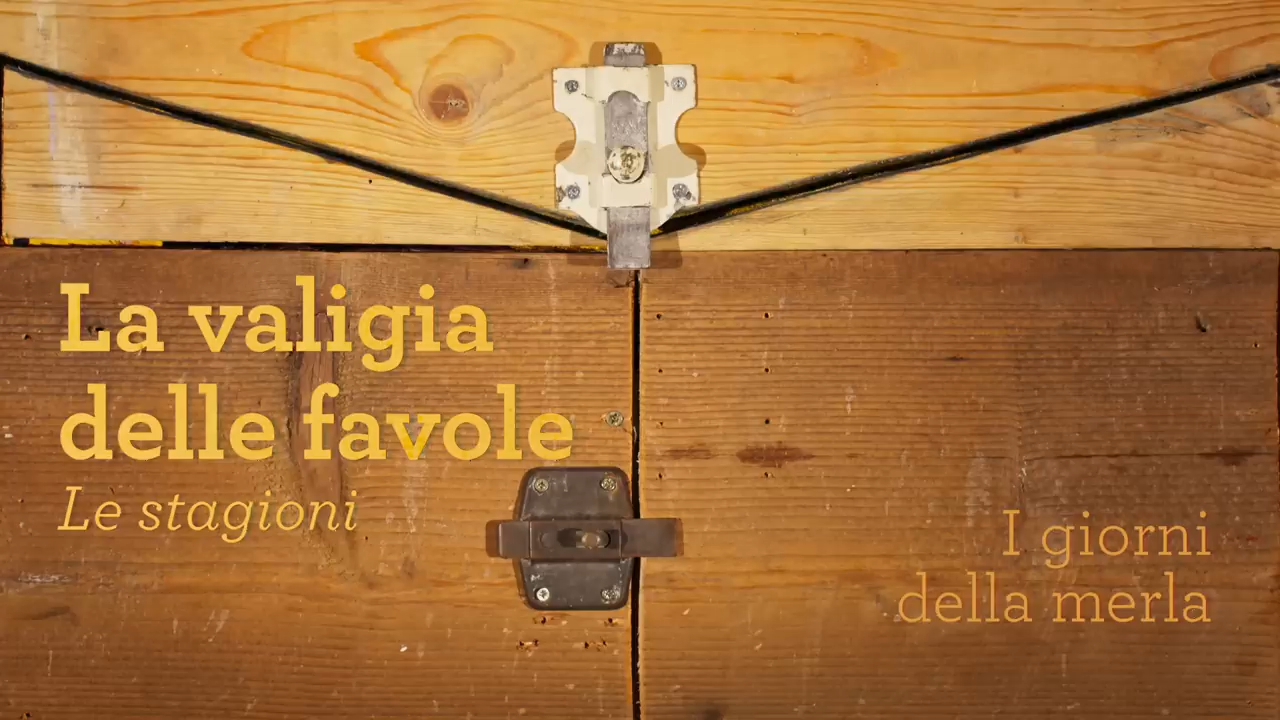 La valigia
delle favole
Le stagioni
I giorni
della merla